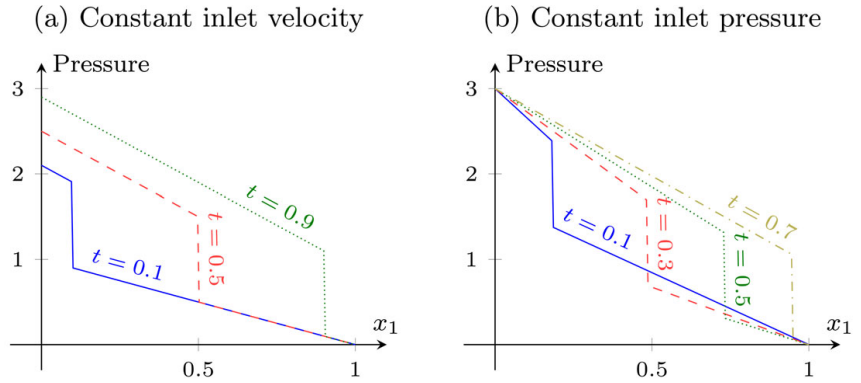 (a) Constant inlet velocity
Pressure
3
2
1
t = 0.1
t = 0.5
t = 0.9
x₁
0.5
1
(b) Constant inlet pressure
Pressure
3
2
1
t = 0.1
t = 0.3
t = 0.5
t = 0.7
x₁
0.5
1